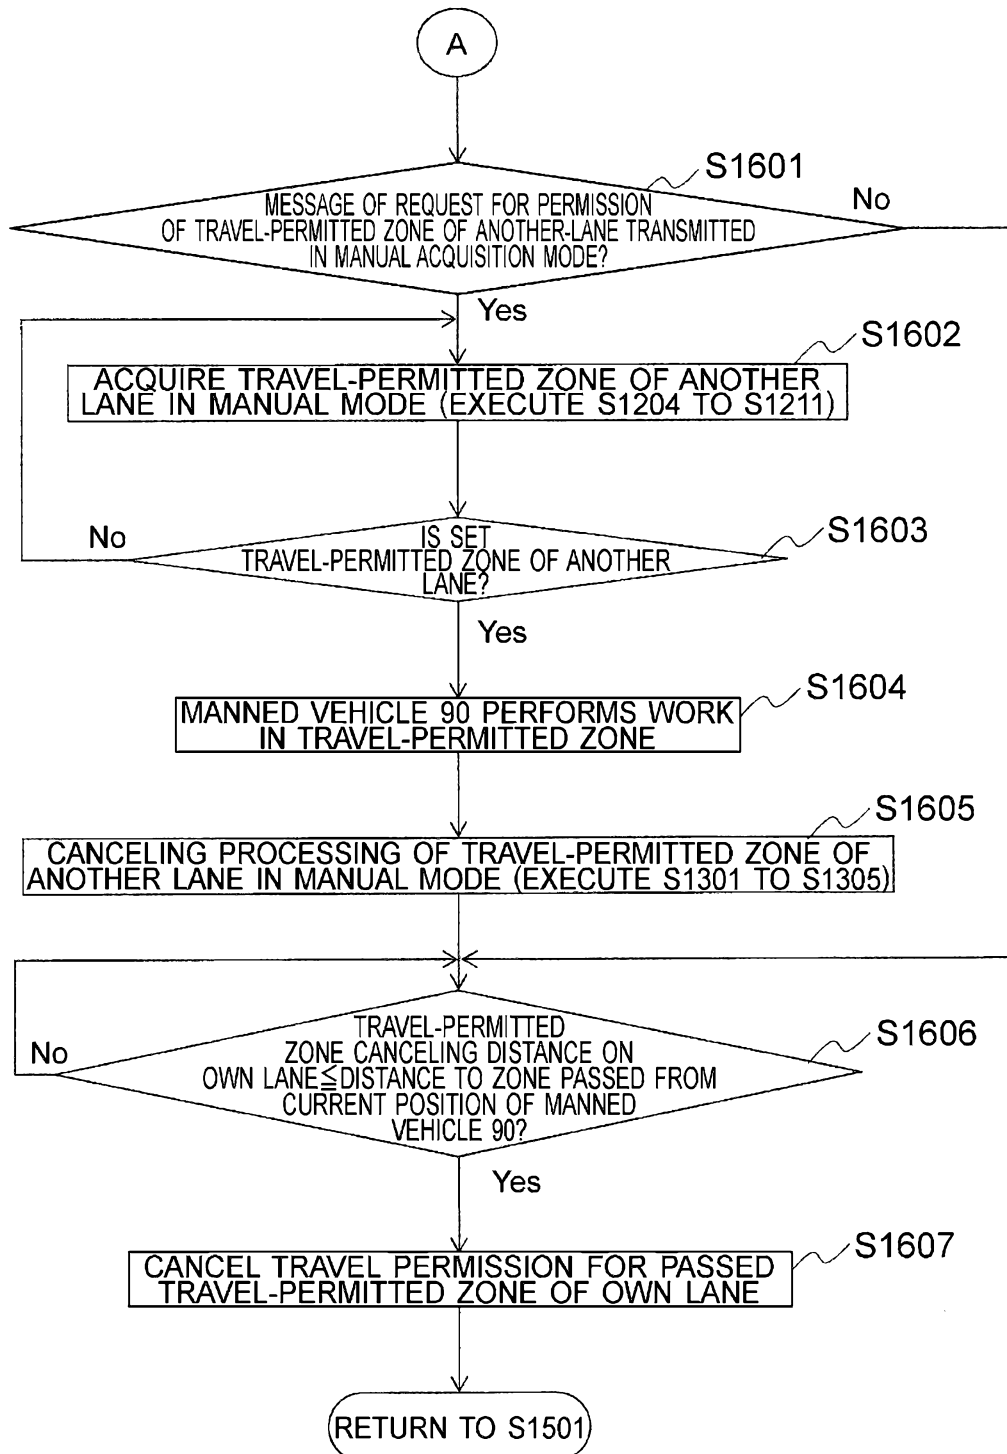 A
S1601
MESSAGE OF REQUEST FOR PERMISSION
OF TRAVEL-PERMITTED ZONE OF ANOTHER-LANE TRANSMITTED
IN MANUAL ACQUISITION MODE?
No
Yes
S1602
ACQUIRE TRAVEL-PERMITTED ZONE OF ANOTHER
LANE IN MANUAL MODE (EXECUTE S1204 TO S1211)
No
S1603
IS SET
TRAVEL-PERMITTED ZONE OF ANOTHER
LANE?
Yes
S1604
MANNED VEHICLE 90 PERFORMS WORK
IN TRAVEL-PERMITTED ZONE
S1605
CANCELING PROCESSING OF TRAVEL-PERMITTED ZONE OF
ANOTHER LANE IN MANUAL MODE (EXECUTE S1301 TO S1305)
No
S1606
TRAVEL-PERMITTED
ZONE CANCELING DISTANCE ON
OWN LANE≦DISTANCE TO ZONE PASSED FROM
CURRENT POSITION OF MANNED
VEHICLE 90?
Yes
S1607
CANCEL TRAVEL PERMISSION FOR PASSED
TRAVEL-PERMITTED ZONE OF OWN LANE
RETURN TO S1501